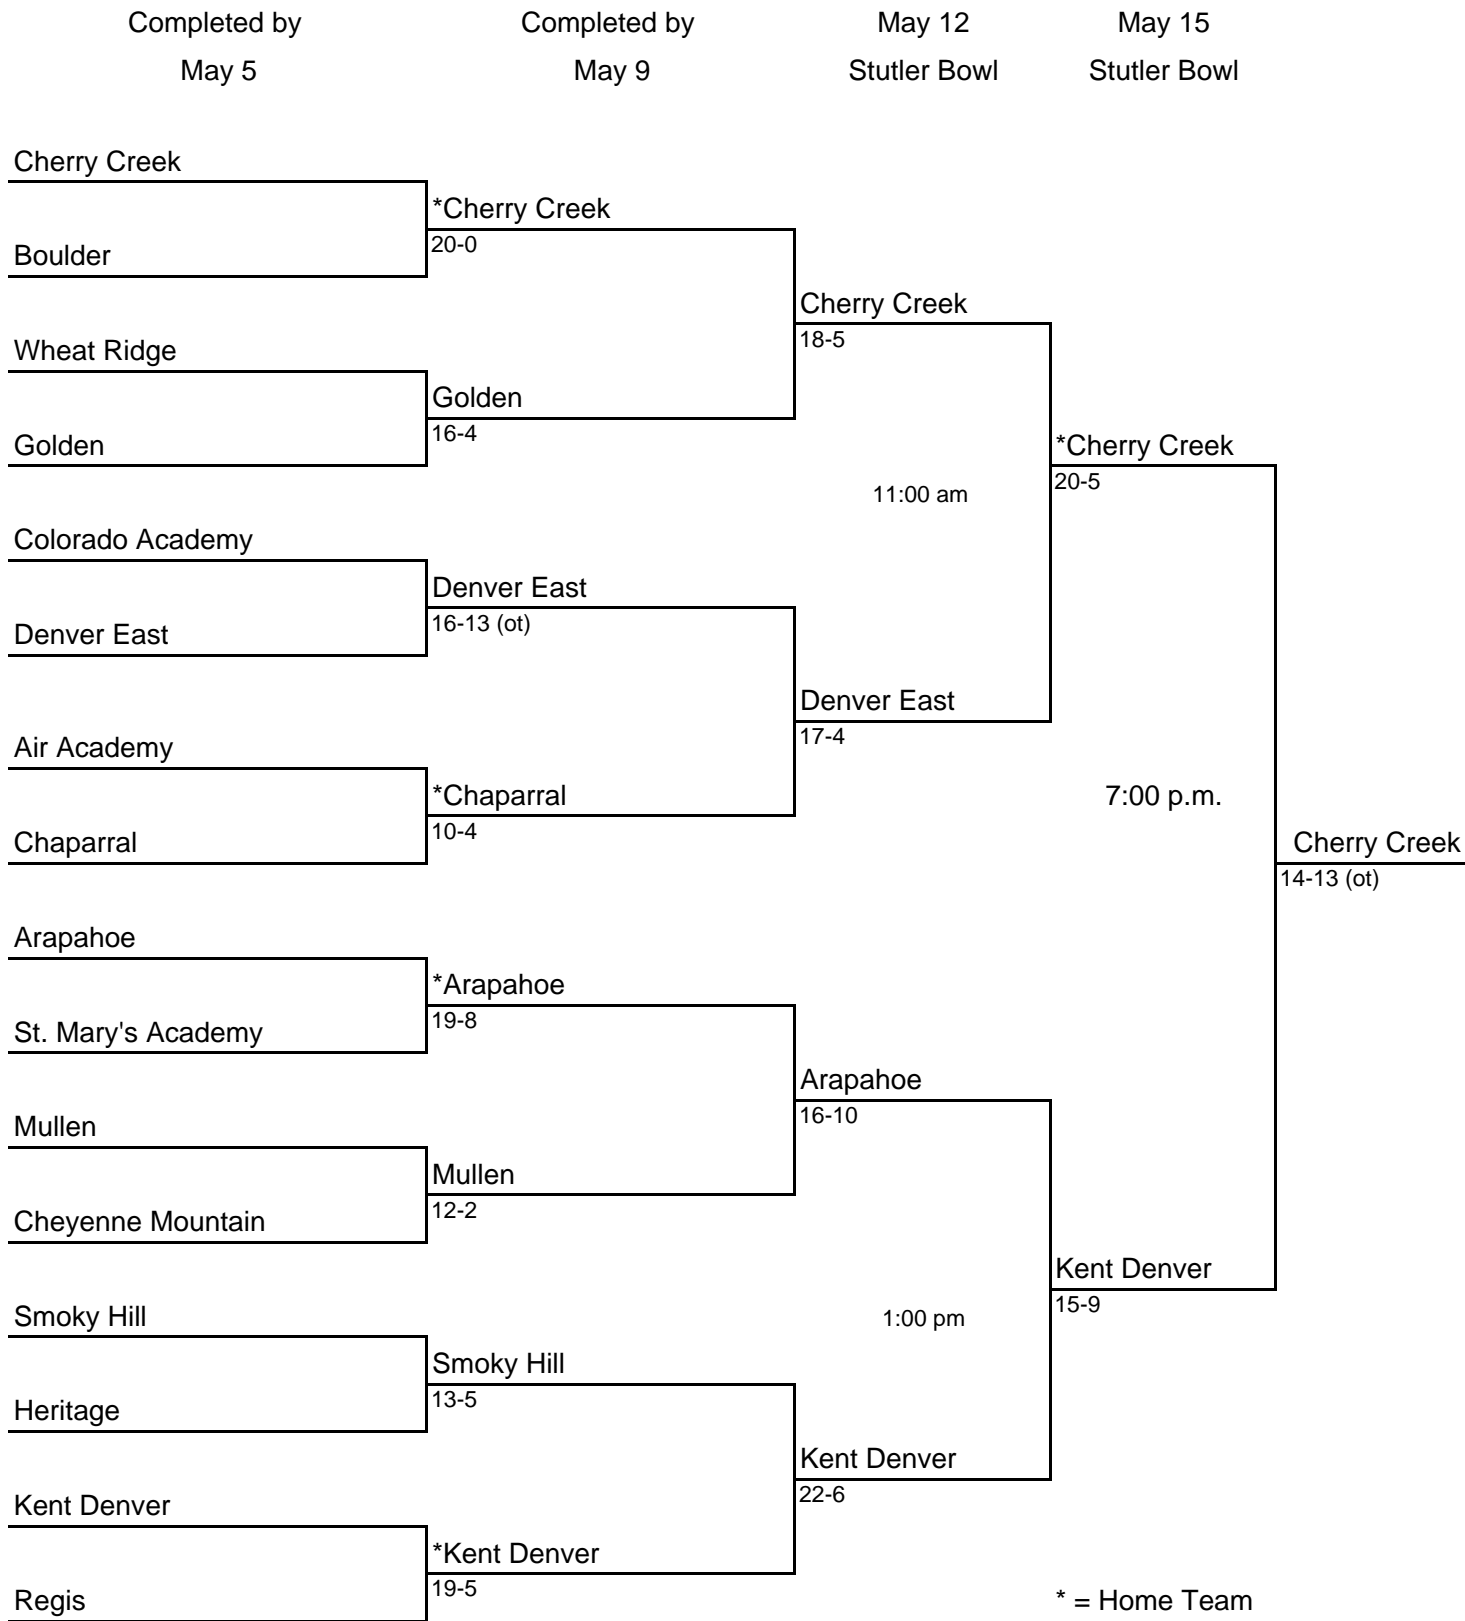 Completed by
May 5
Completed by
May 9
May 12
Stutler Bowl
May 15
Stutler Bowl
Cherry Creek
*Cherry Creek
20-0
Boulder
Cherry Creek
18-5
Wheat Ridge
Golden
16-4
Golden
*Cherry Creek
20-5
11:00 am
Colorado Academy
Denver East
16-13 (ot)
Denver East
Denver East
17-4
Air Academy
*Chaparral
10-4
7:00 p.m.
Chaparral
Cherry Creek
14-13 (ot)
Arapahoe
*Arapahoe
19-8
St. Mary's Academy
Arapahoe
16-10
Mullen
Mullen
12-2
Cheyenne Mountain
Kent Denver
15-9
Smoky Hill
1:00 pm
Smoky Hill
13-5
Heritage
Kent Denver
22-6
Kent Denver
*Kent Denver
19-5
Regis
* = Home Team